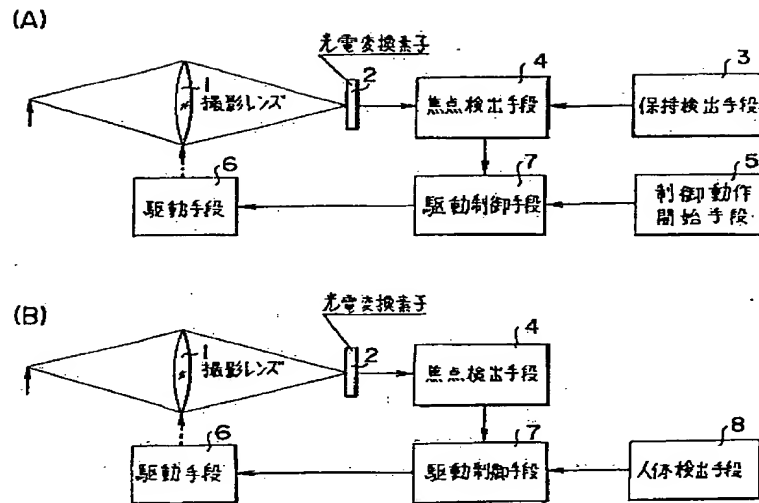 (A)
光電変換素子
1
撮影レンズ
2
4
焦点検出手段
3
保持検出手段
6
駆動手段
7
駆動制御手段
5
制御動作
開始手段
(B)
光電変換素子
1
撮影レンズ
2
4
焦点検出手段
6
駆動手段
7
駆動制御手段
8
人体検出手段